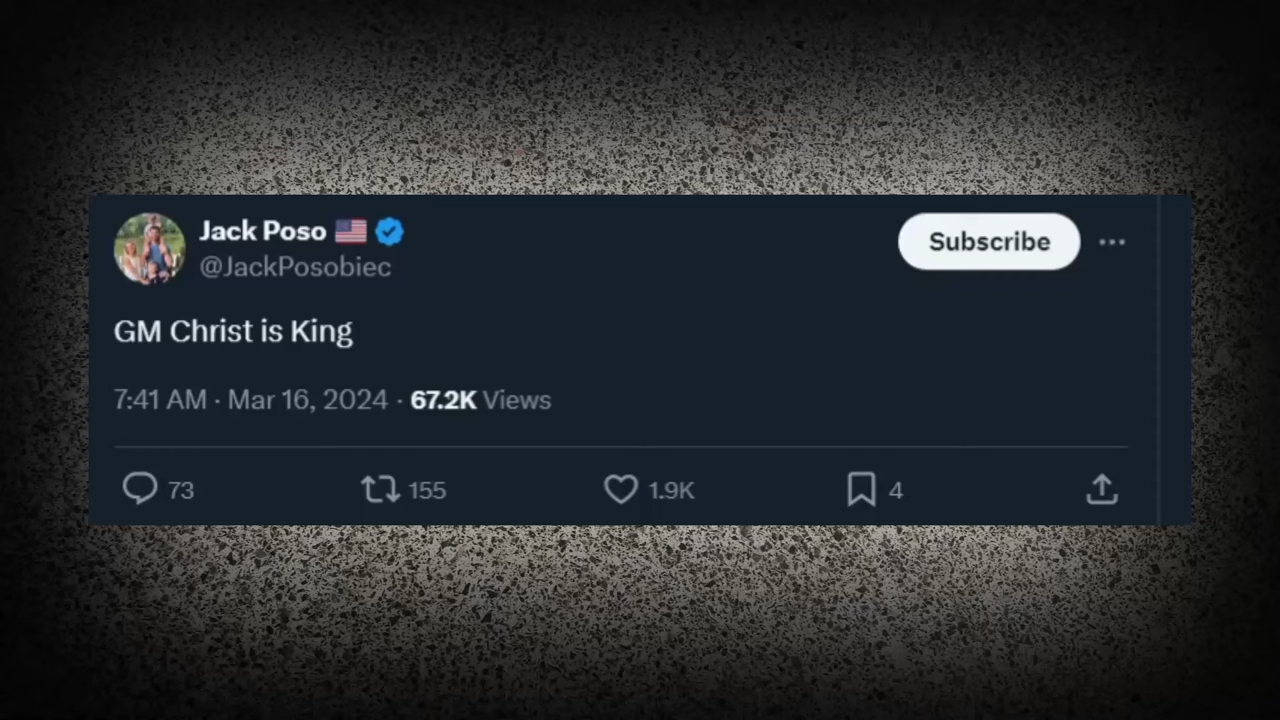 Jack Poso 🇺🇸
Subscribe
@JackPosobiec
GM Christ is King
7:41 AM · Mar 16, 2024 · 67.2K Views
73 155 1.9K 4